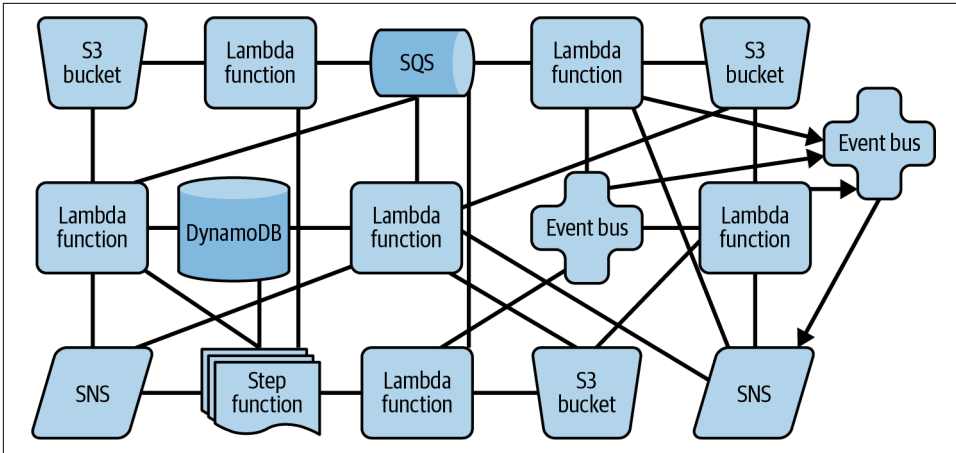 S3
bucket
Lambda
function
SQS
Lambda
function
S3
bucket
Event bus
Lambda
function
DynamoDB
Lambda
function
Event bus
Lambda
function
SNS
Step
function
Lambda
function
S3
bucket
SNS